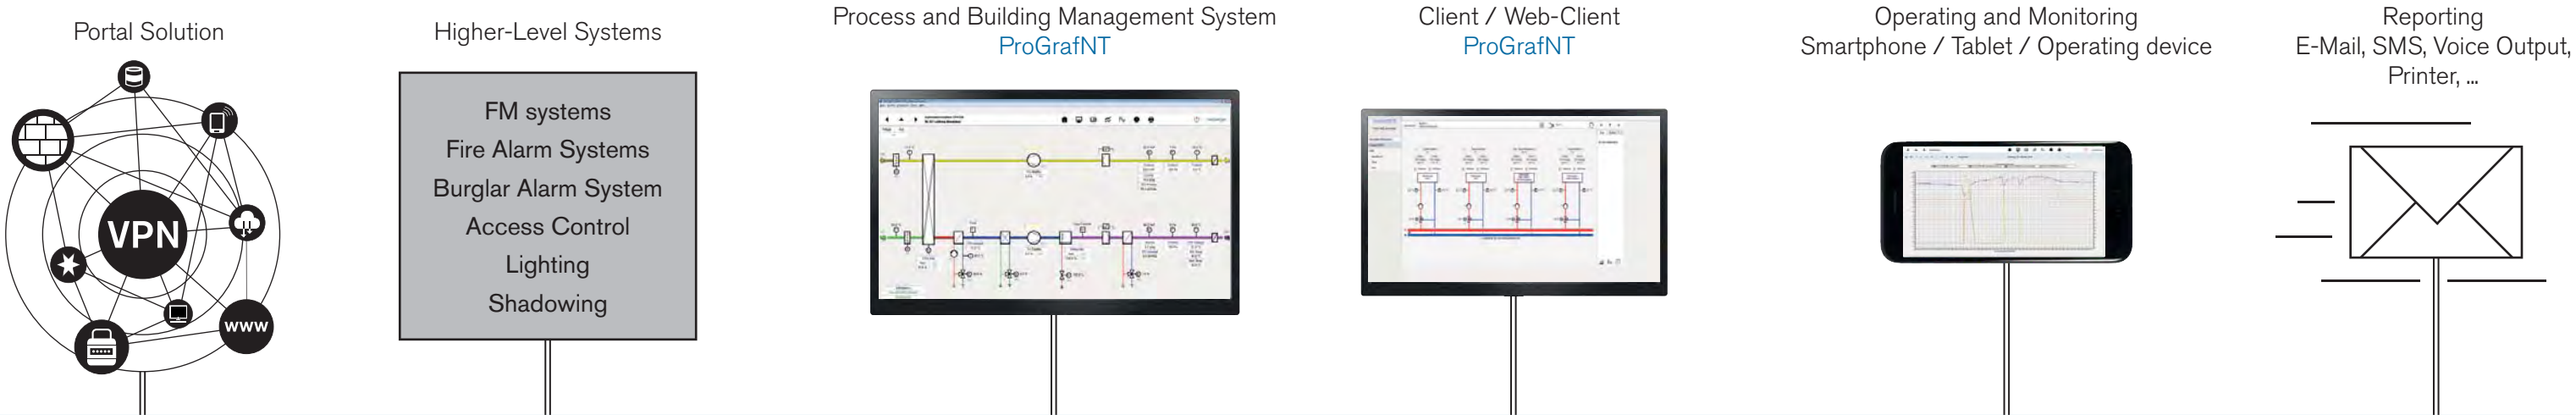 Portal Solution
VPN
www
Higher-Level Systems
FM systems
Fire Alarm Systems
Burglar Alarm System
Access Control
Lighting
Shadowing
Process and Building Management System
ProGrafNT
Client / Web-Client
ProGrafNT
Operating and Monitoring
Smartphone / Tablet / Operating device
Reporting
E-Mail, SMS, Voice Output,
Printer, ...